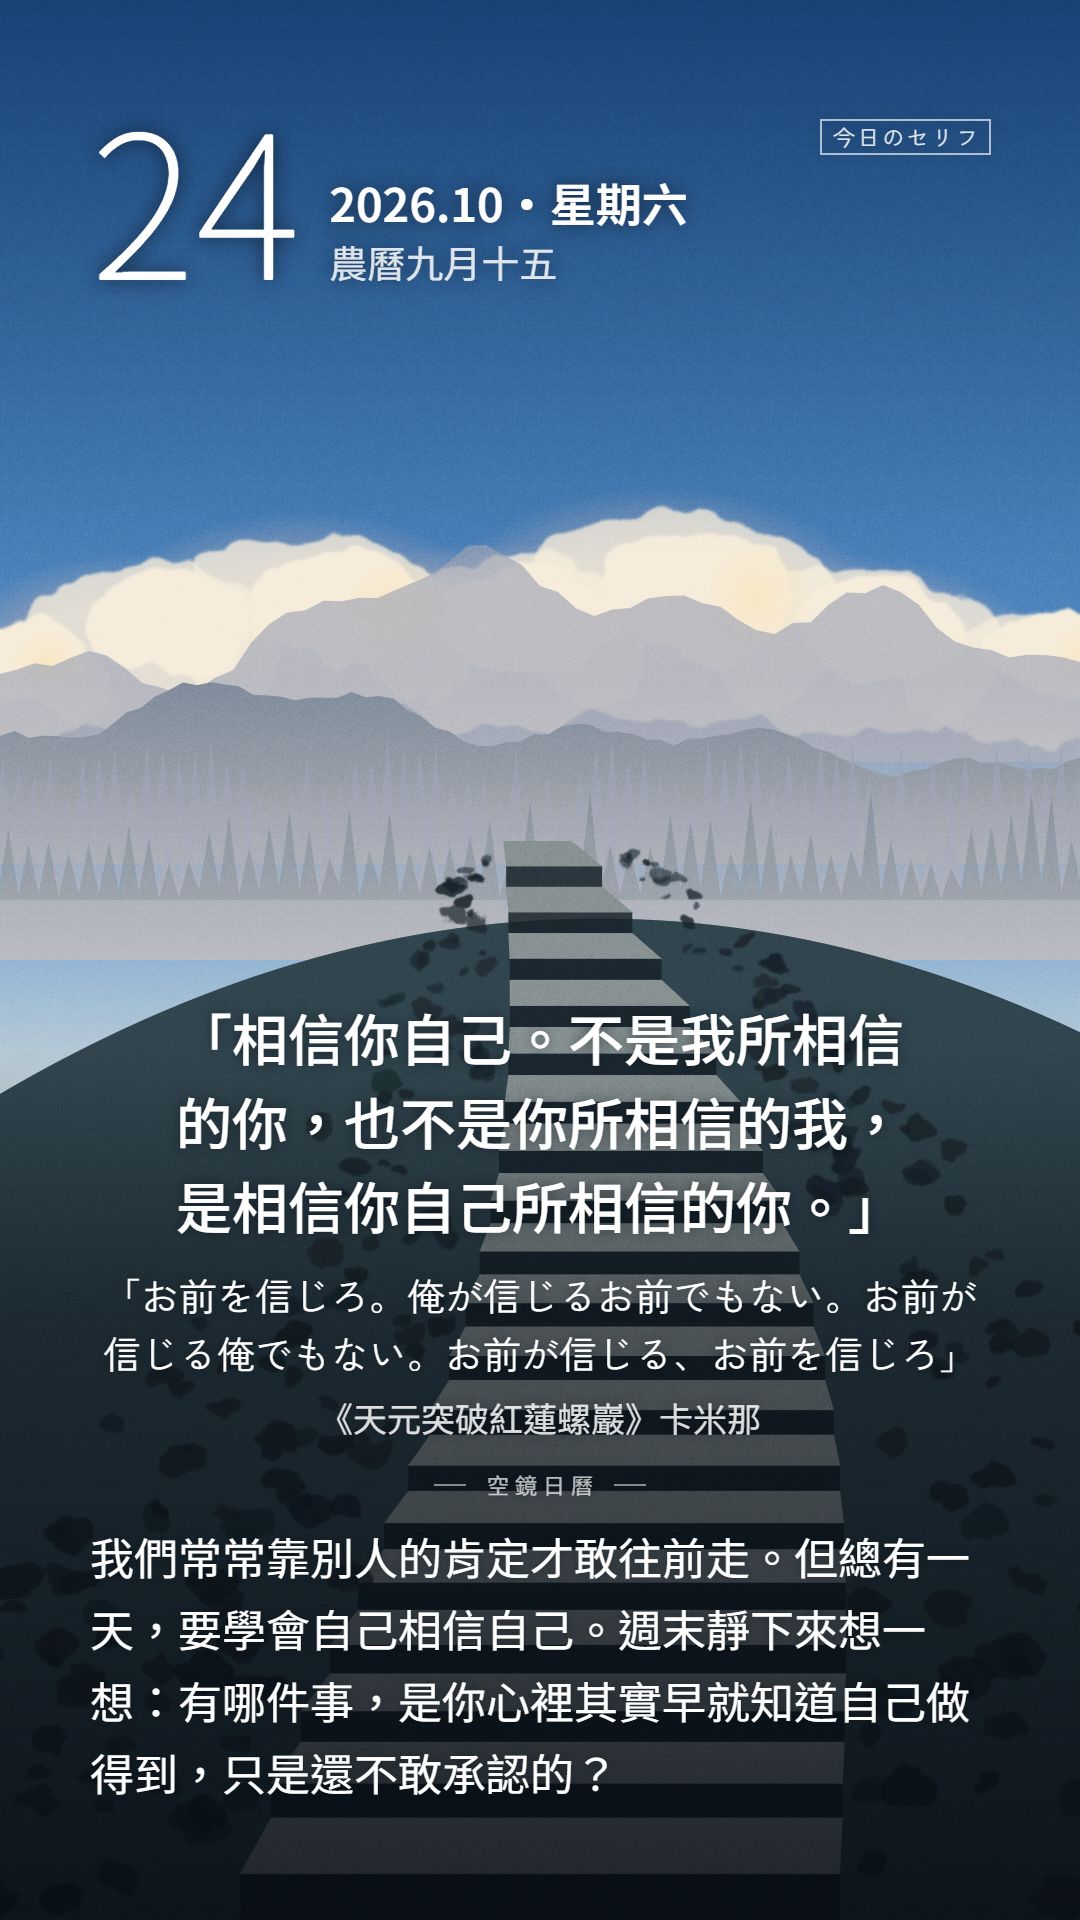 今日のセリフ
24
2026.10・星期六
農曆九月十五
「相信你自己。不是我所相信
的你，也不是你所相信的我，
是相信你自己所相信的你。」
「お前を信じろ。俺が信じるお前でもない。お前が
信じる俺でもない。お前が信じる、お前を信じろ」
《天元突破紅蓮螺巖》卡米那
空鏡日曆
我們常常靠別人的肯定才敢往前走。但總有一
天，要學會自己相信自己。週末靜下來想一
想：有哪件事，是你心裡其實早就知道自己做
得到，只是還不敢承認的？